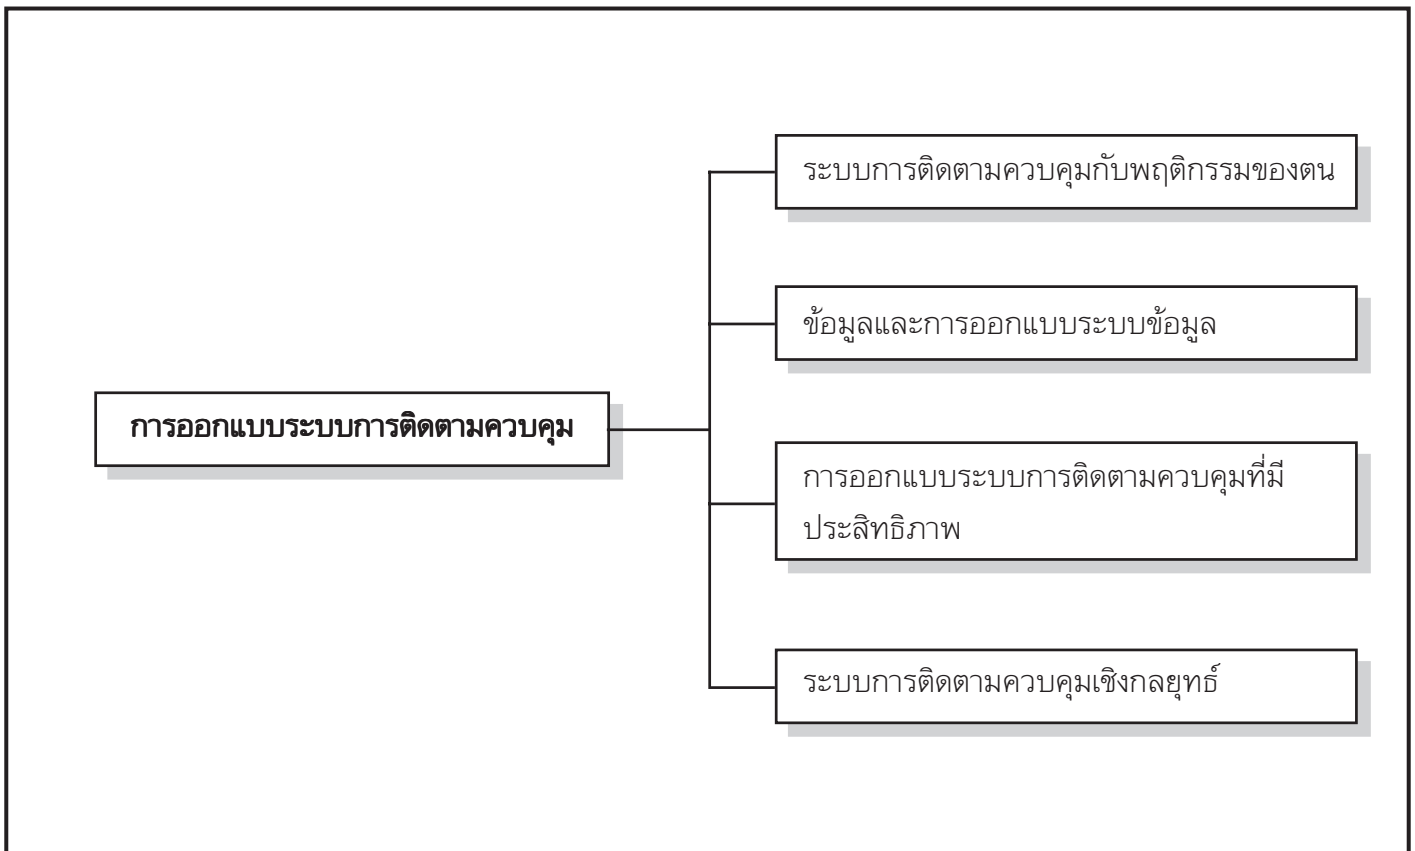 ระบบการติดตามควบคุมกับพฤติกรรมของตน
ข้อมูลและการออกแบบระบบข้อมูล
การออกแบบระบบการติดตามควบคุม
การออกแบบระบบการติดตามควบคุมที่มี
ประสิทธิภาพ
ระบบการติดตามควบคุมเชิงกลยุทธ์